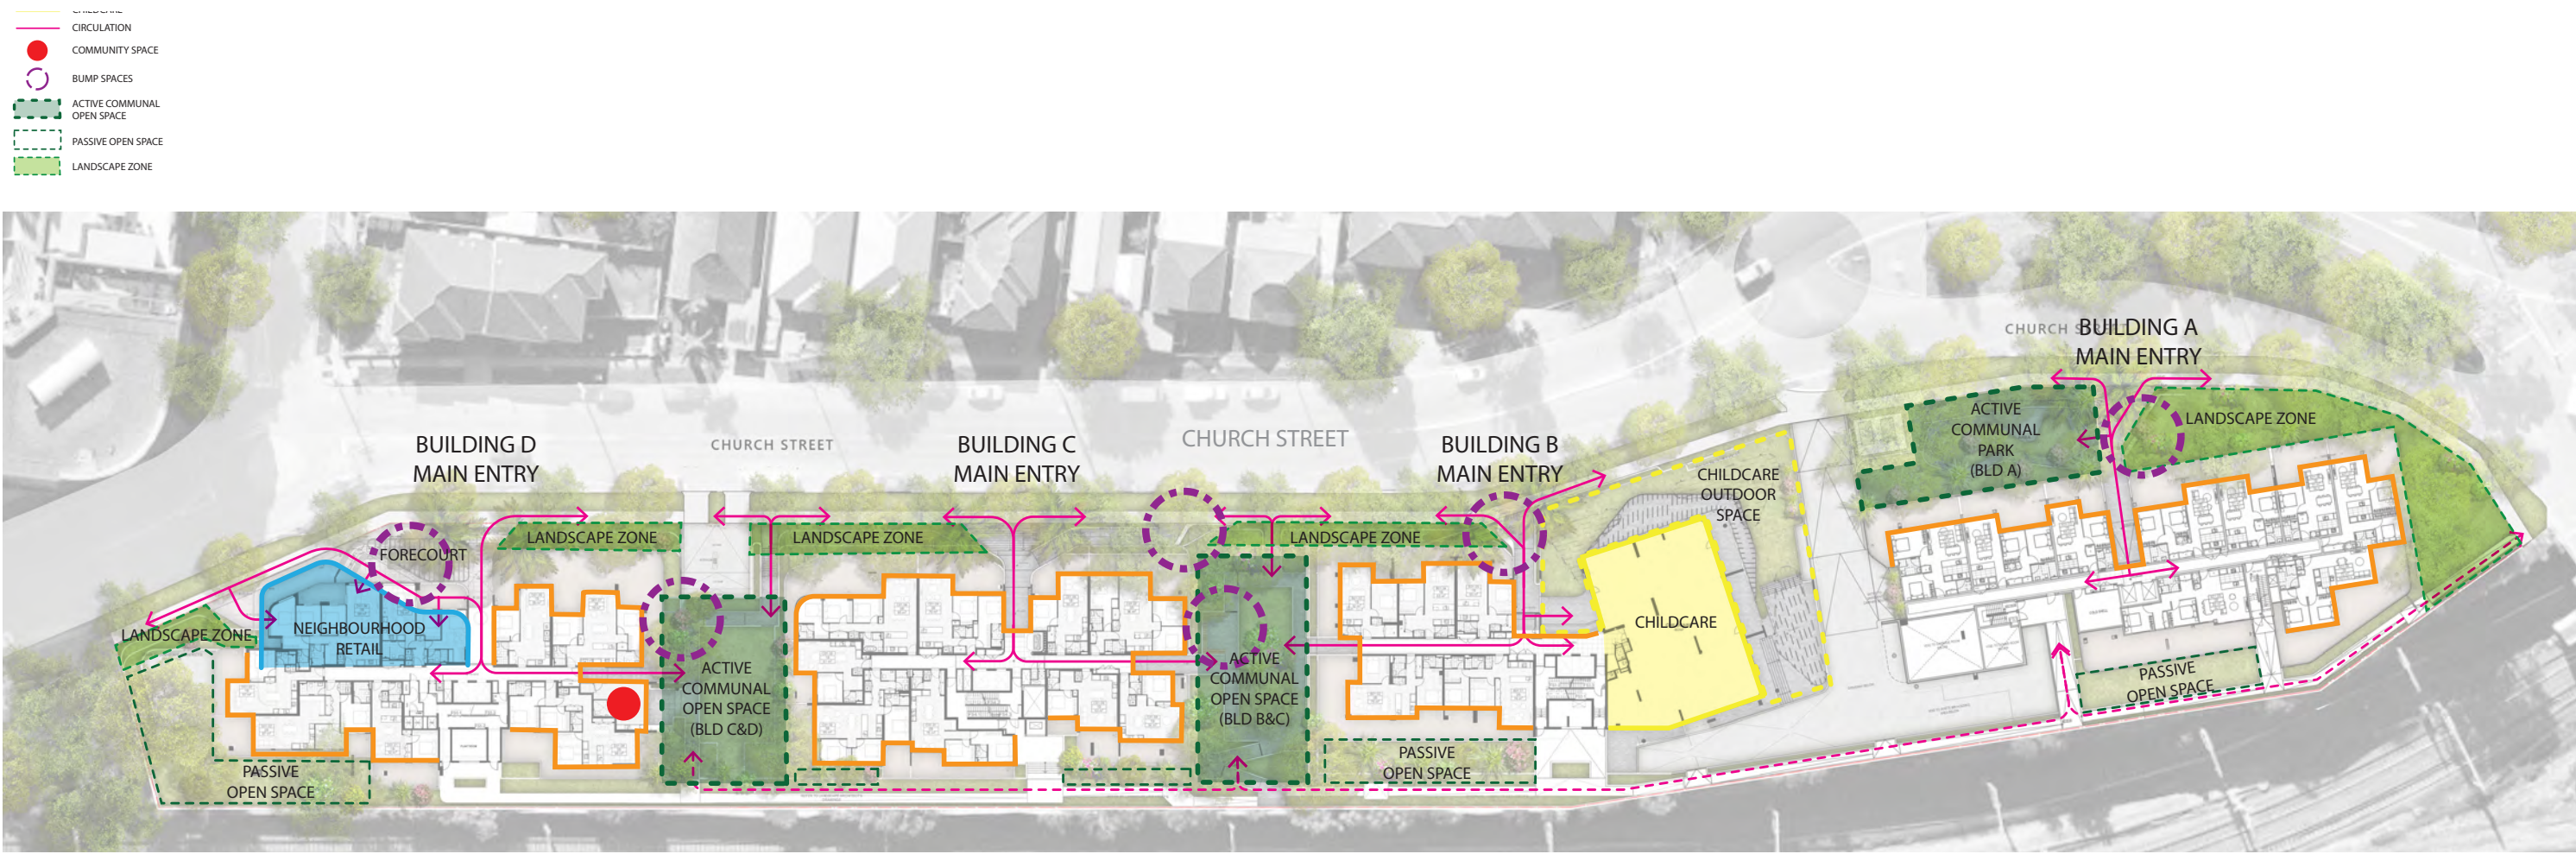 CHILDCARE
CIRCULATION
COMMUNITY SPACE
BUMP SPACES
ACTIVE COMMUNAL
OPEN SPACE
PASSIVE OPEN SPACE
LANDSCAPE ZONE
CHURCH STREET
BUILDING A
MAIN ENTRY
BUILDING D
MAIN ENTRY
CHURCH STREET
BUILDING C
MAIN ENTRY
CHURCH STREET
BUILDING B
MAIN ENTRY
ACTIVE
COMMUNAL
PARK
(BLD A)
LANDSCAPE ZONE
CHILDCARE
OUTDOOR
SPACE
FORECOURT
LANDSCAPE ZONE
LANDSCAPE ZONE
LANDSCAPE ZONE
LANDSCAPE ZONE
NEIGHBOURHOOD
RETAIL
CHILDCARE
ACTIVE
COMMUNAL
OPEN SPACE
(BLD C&D)
ACTIVE
COMMUNAL
OPEN SPACE
(BLD B&C)
PASSIVE
OPEN SPACE
PASSIVE
OPEN SPACE
PASSIVE
OPEN SPACE